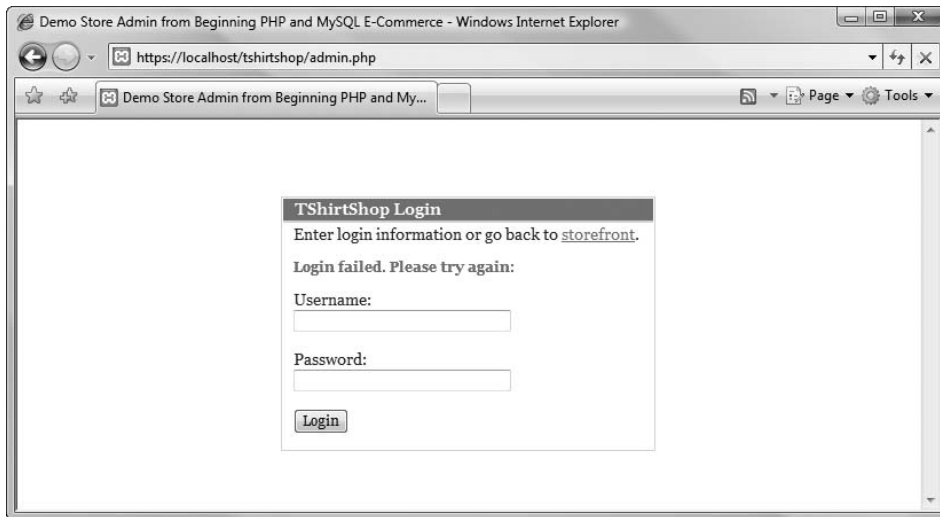 Demo Store Admin from Beginning PHP and MySQL E-Commerce - Windows Internet Explorer
https://localhost/tshirtshop/admin.php
Demo Store Admin from Beginning PHP and My...
Page
Tools
TShirtShop Login
Enter login information or go back to storefront.
Login failed. Please try again:
Username:
Password:
Login